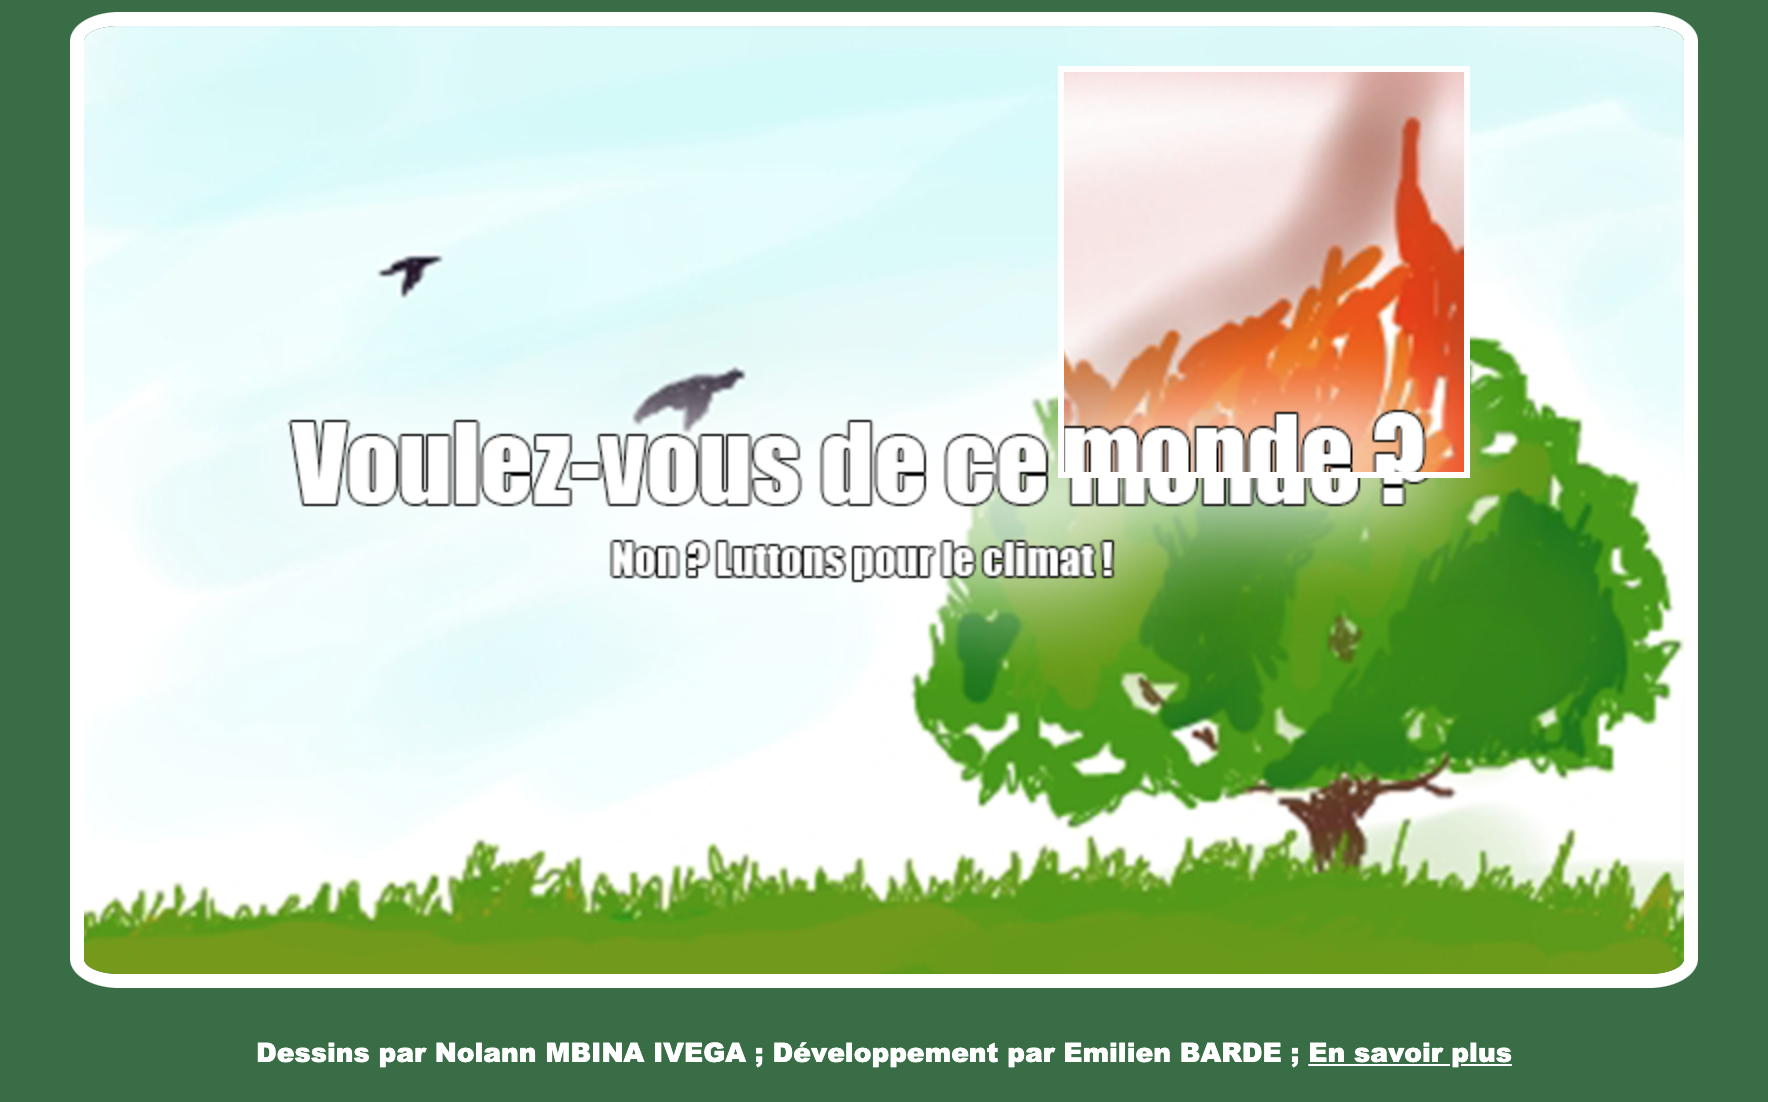 Voulez-vous de ce monde ?
Non ? Luttons pour le climat !
Dessins par Nolann MBINA IVEGA ; Développement par Emilien BARDE ; En savoir plus